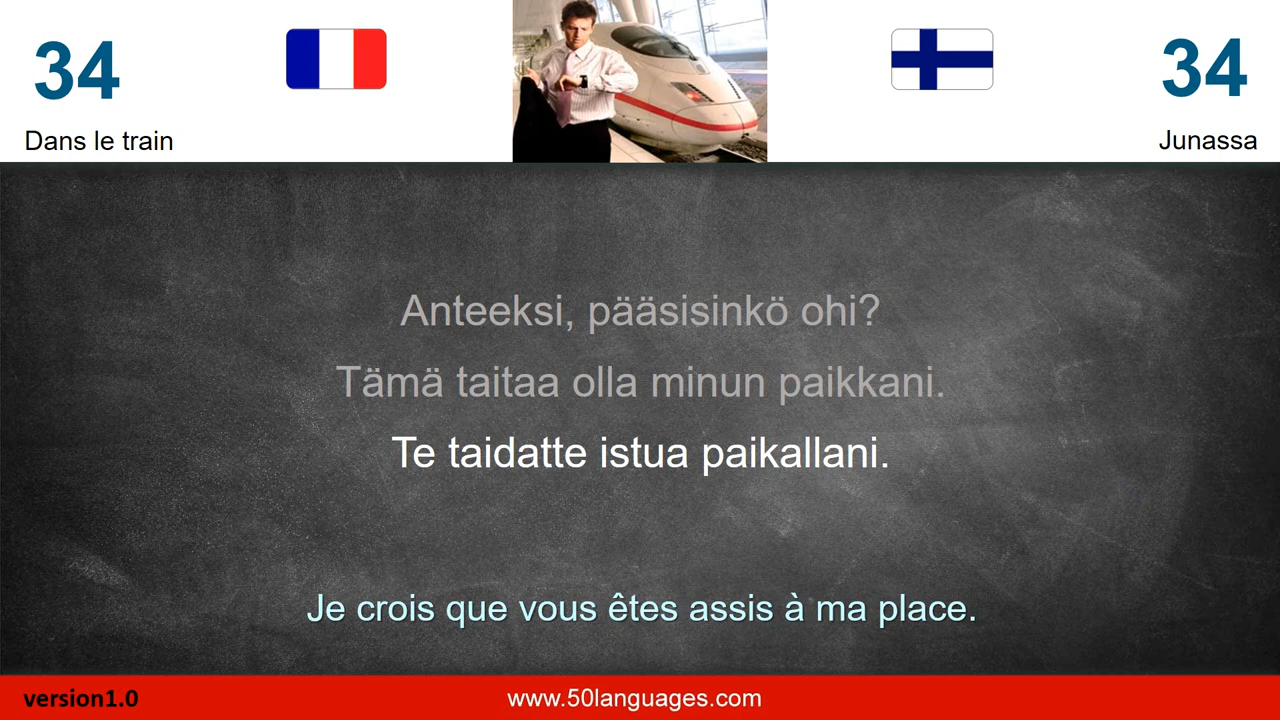 34
34
Dans le train
Junassa
Anteeksi, pääsisinkö ohi?
Tämä taitaa olla minun paikkani.
Te taidatte istua paikallani.
Je crois que vous êtes assis à ma place.
version1.0
www.50languages.com